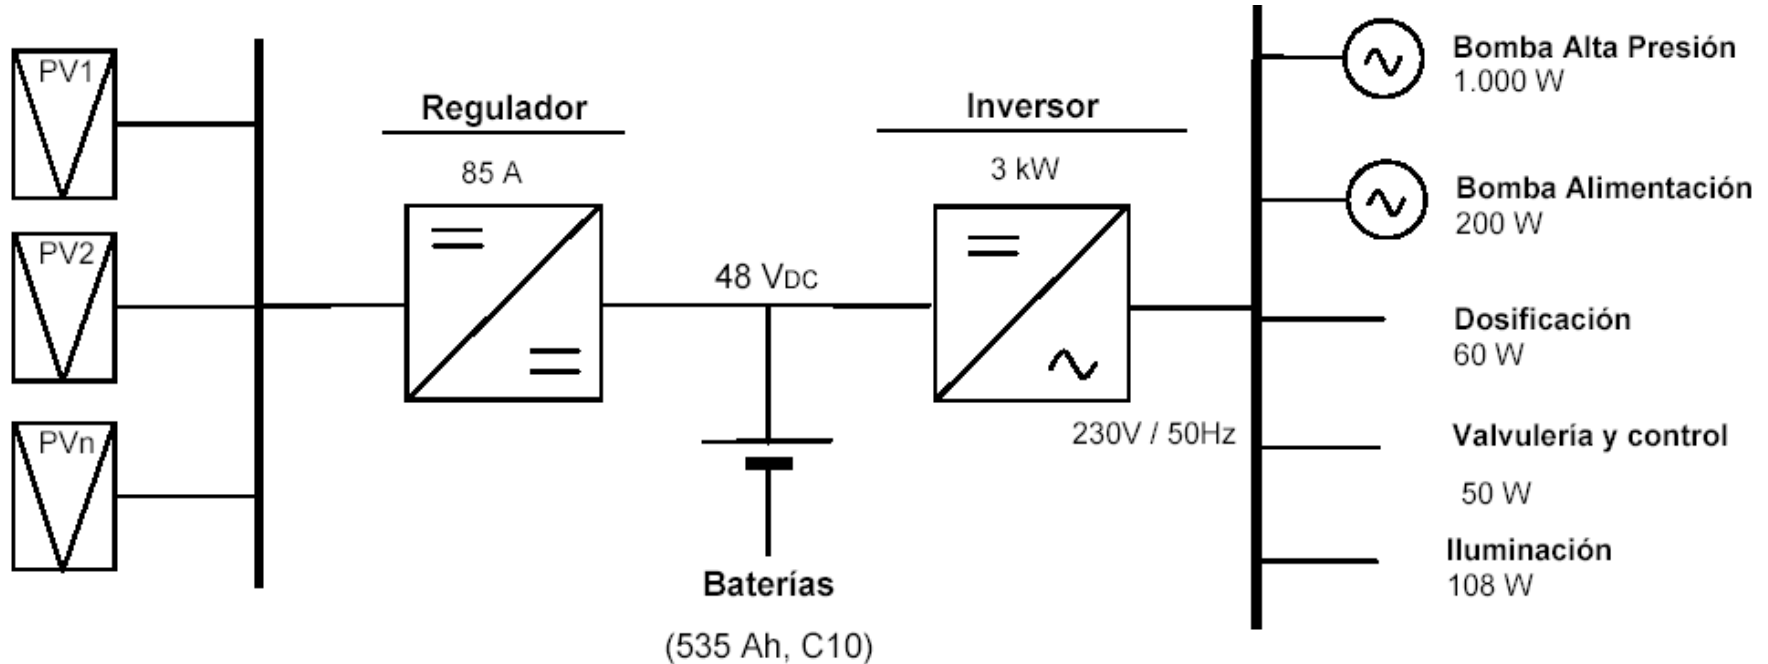 PV1
PV2
PVn
Regulador
85 A
48 VDC
Baterías
(535 Ah, C10)
Inversor
3 kW
230V / 50Hz
Bomba Alta Presión
1.000 W
Bomba Alimentación
200 W
Dosificación
60 W
Valvulería y control
50 W
Iluminación
108 W